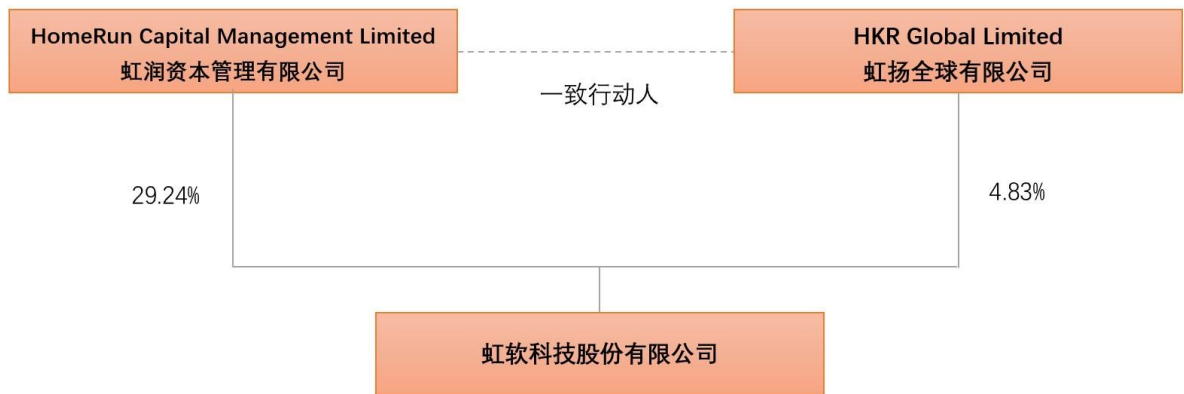 HomeRun Capital Management Limited
虹润资本管理有限公司
HKR Global Limited
虹扬全球有限公司
一致行动人
29.24%
4.83%
虹软科技股份有限公司